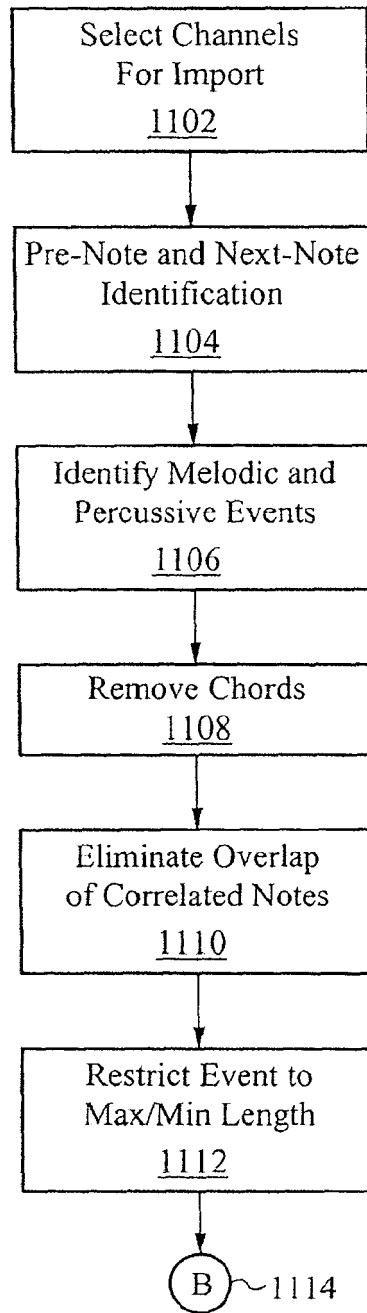 Select Channels
For Import
1102
Pre-Note and Next-Note
Identification
1104
Identify Melodic and
Percussive Events
1106
Remove Chords
1108
Eliminate Overlap
of Correlated Notes
1110
Restrict Event to
Max/Min Length
1112
B 1114